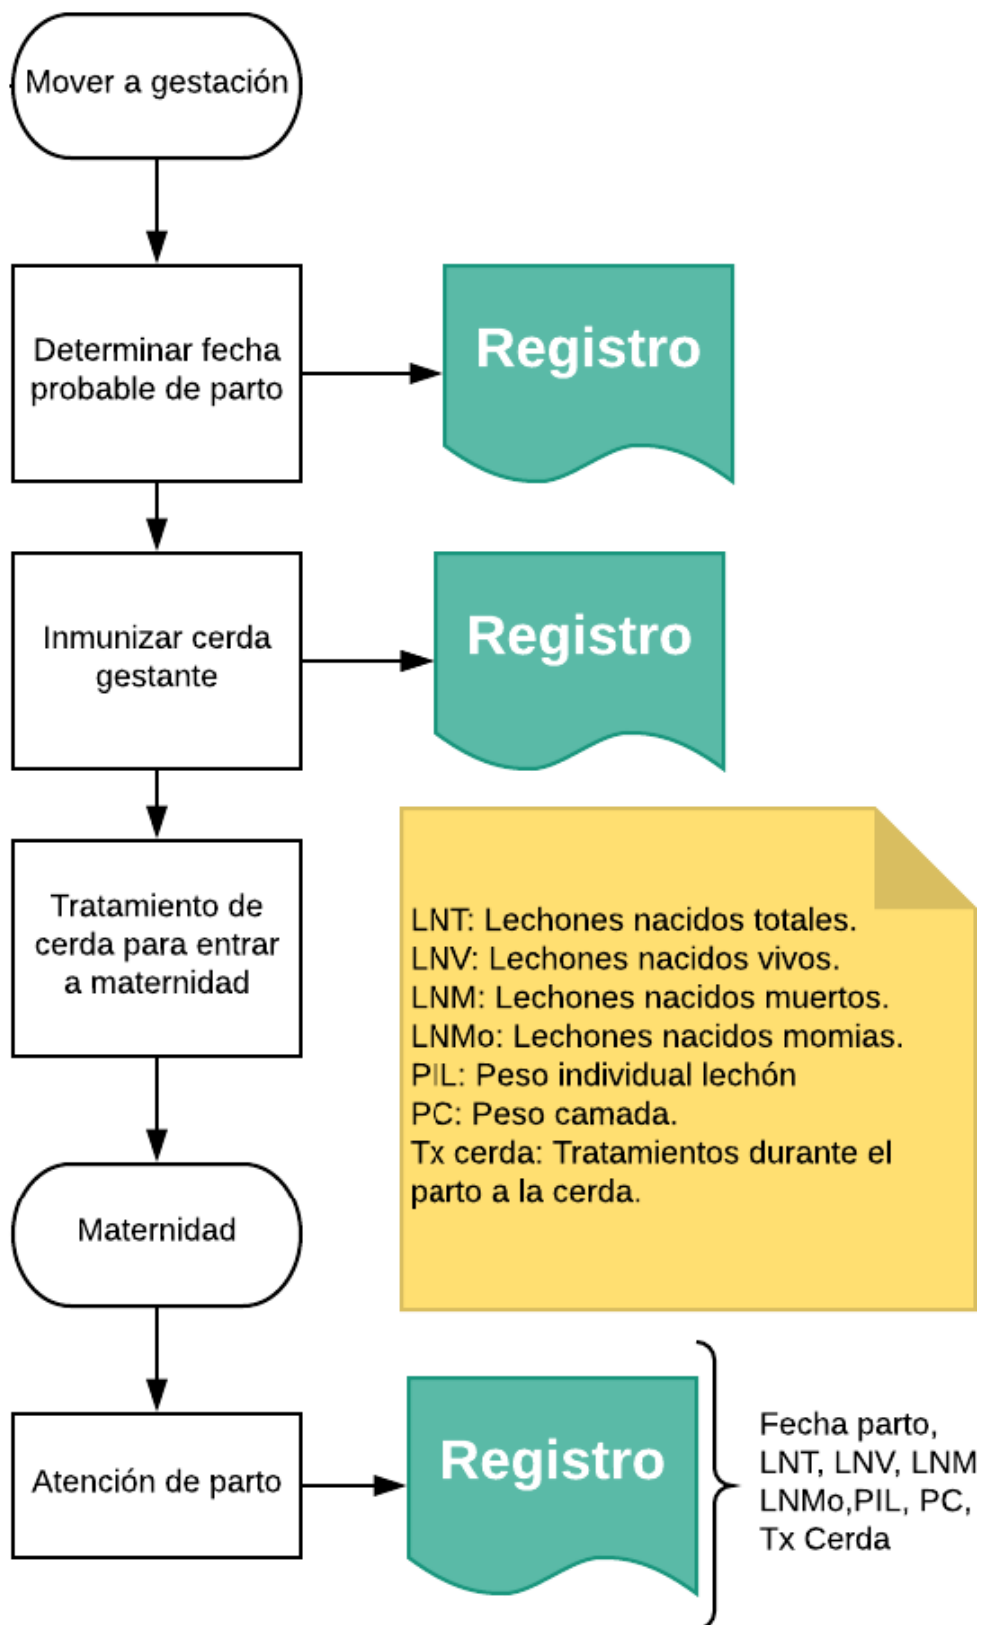 Mover a gestación
Determinar fecha
probable de parto
Registro
Inmunizar cerda
gestante
Registro
Tratamiento de
cerda para entrar
a maternidad
LNT: Lechones nacidos totales.
LNV: Lechones nacidos vivos.
LNM: Lechones nacidos muertos.
LNMo: Lechones nacidos momias.
PIL: Peso individual lechón
PC: Peso camada.
Tx cerda: Tratamientos durante el
parto a la cerda.
Maternidad
Atención de parto
Registro
Fecha parto,
LNT, LNV, LNM
LNMo,PIL, PC,
Tx Cerda